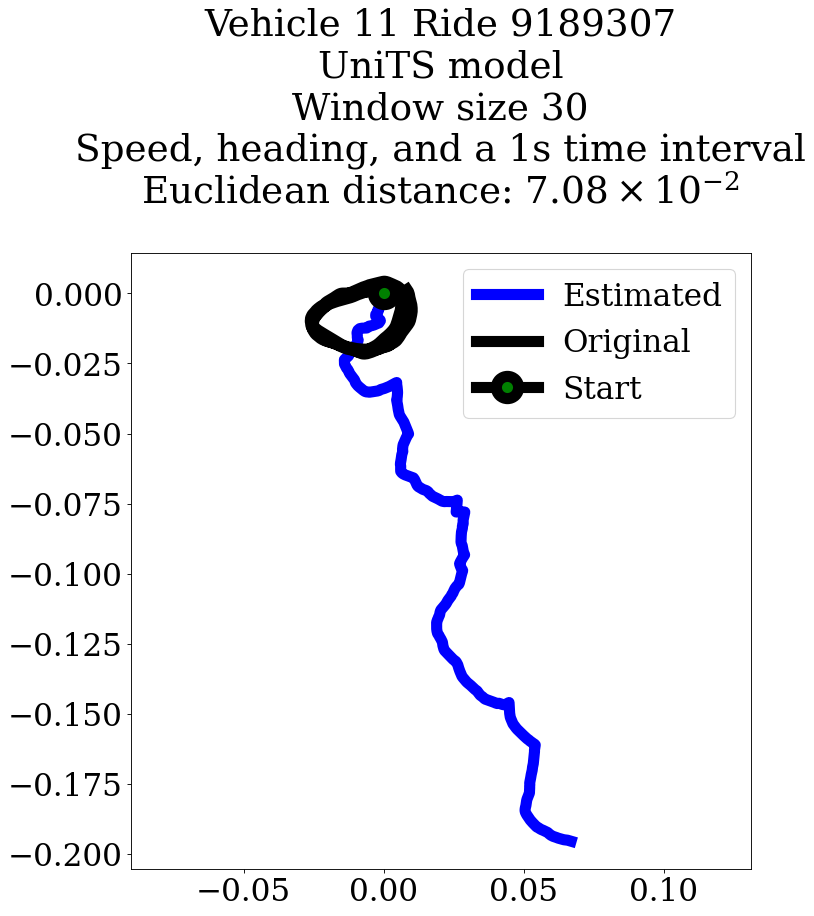 Vehicle 11 Ride 9189307
UniTS model
Window size 30
Speed, heading, and a 1s time interval
Euclidean distance: 7.08 × 10⁻²
Estimated
Original
Start
0.000
−0.025
−0.050
−0.075
−0.100
−0.125
−0.150
−0.175
−0.200
−0.05 0.00 0.05 0.10